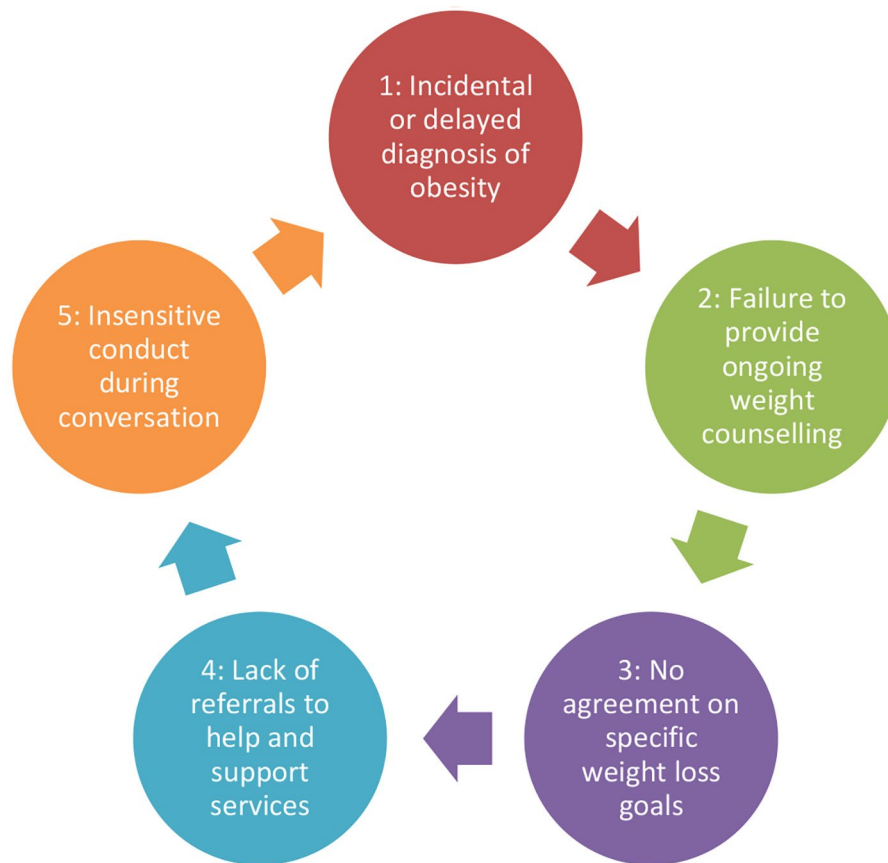 1: Incidental
or delayed
diagnosis of
obesity
2: Failure to
provide
ongoing
weight
counselling
3: No
agreement on
specific
weight loss
goals
4: Lack of
referrals to
help and
support
services
5: Insensitive
conduct
during
conversation